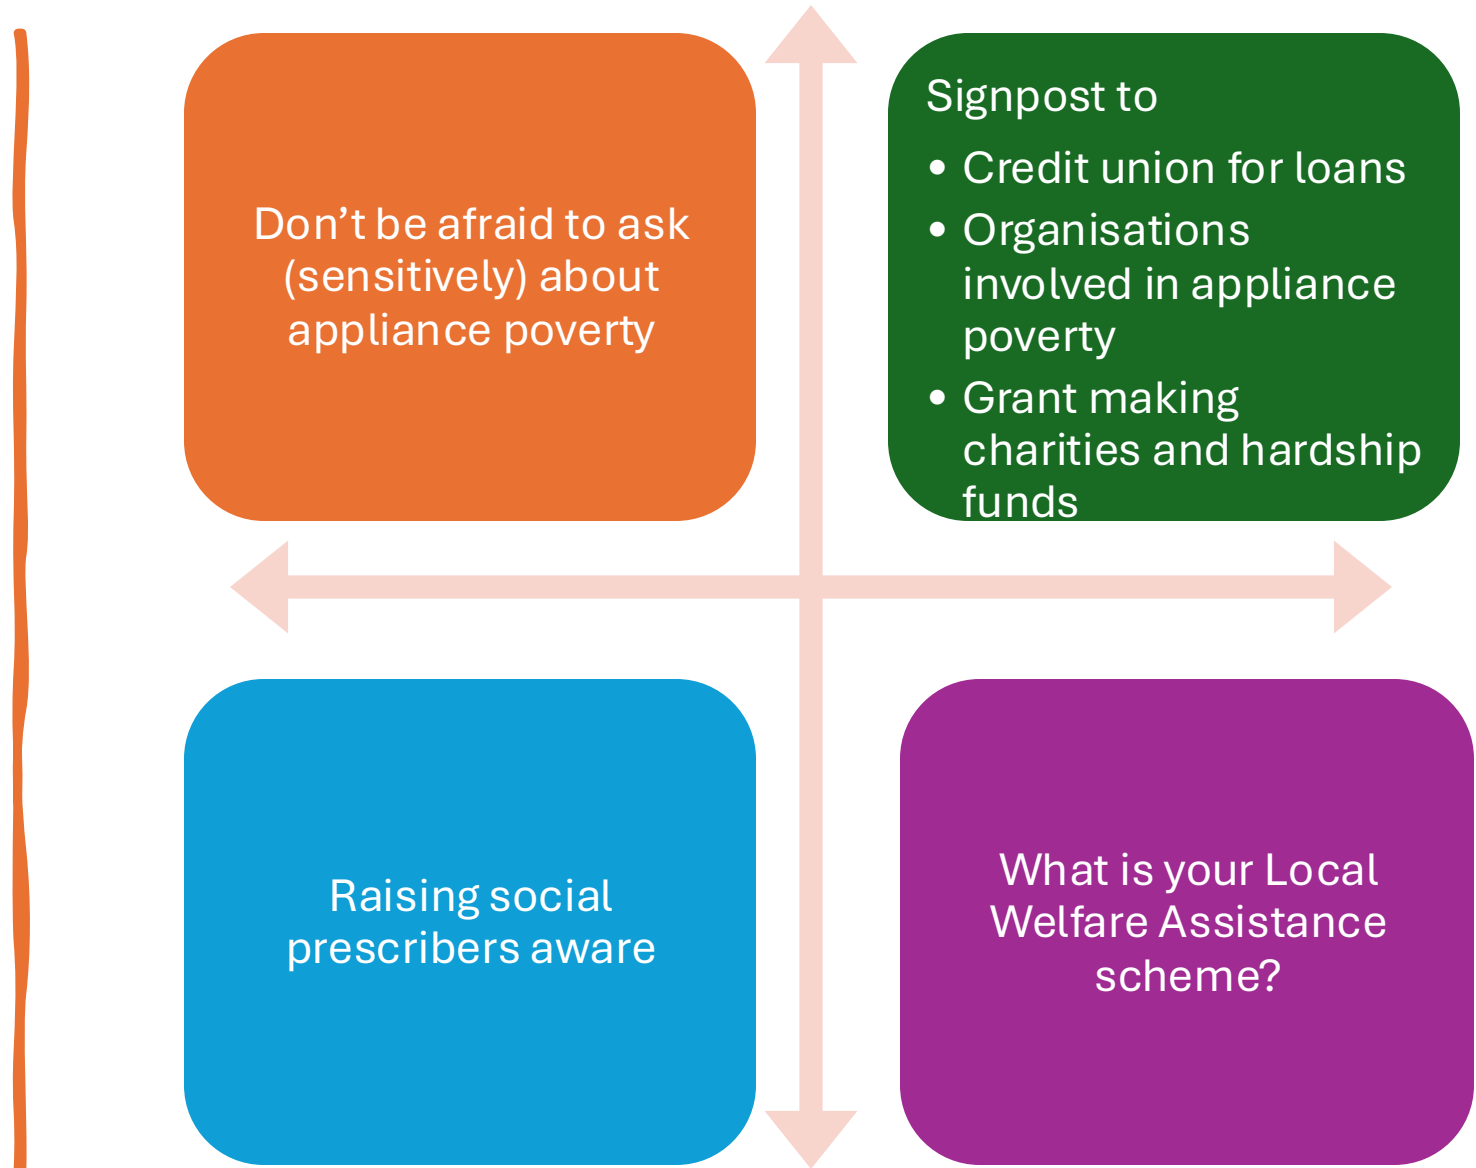 Don’t be afraid to ask
(sensitively) about
appliance poverty
Signpost to
• Credit union for loans
• Organisations
involved in appliance
poverty
• Grant making
charities and hardship
funds
Raising social
prescribers aware
What is your Local
Welfare Assistance
scheme?